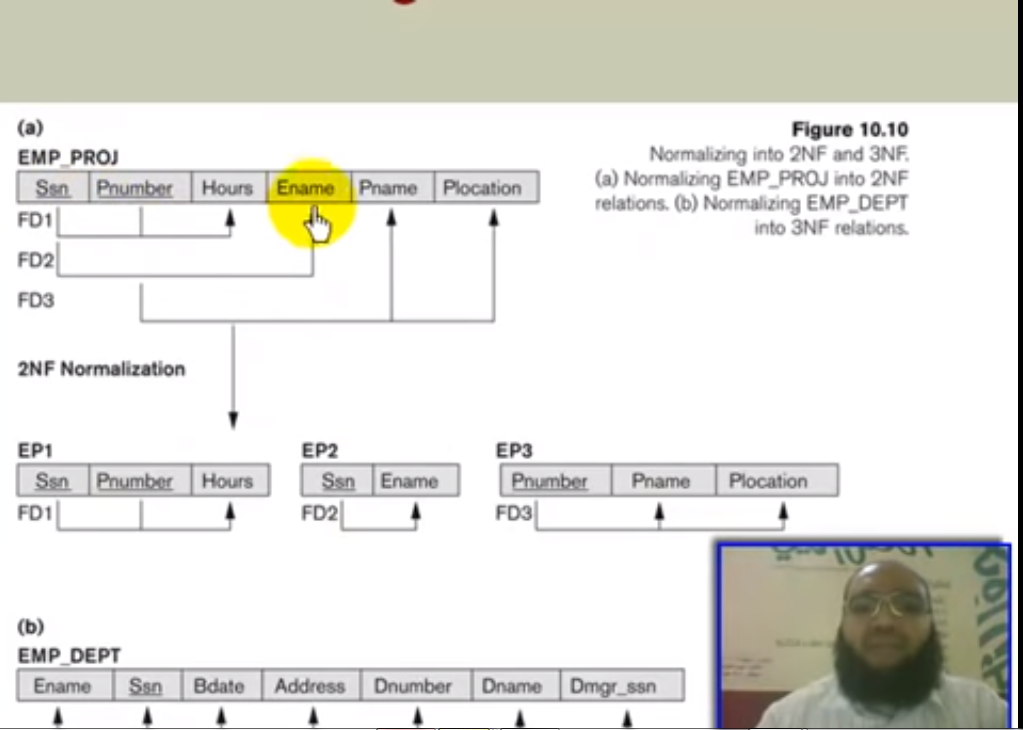 (a)
EMP_PROJ
Ssn Pnumber Hours Ename Pname Plocation
FD1
FD2
FD3
Figure 10.10
Normalizing into 2NF and 3NF.
(a) Normalizing EMP_PROJ into 2NF
relations. (b) Normalizing EMP_DEPT
into 3NF relations.
2NF Normalization
EP1
Ssn Pnumber Hours
FD1
EP2
Ssn Ename
FD2
EP3
Pnumber Pname Plocation
FD3
(b)
EMP_DEPT
Ename Ssn Bdate Address Dnumber Dname Dmgr_ssn